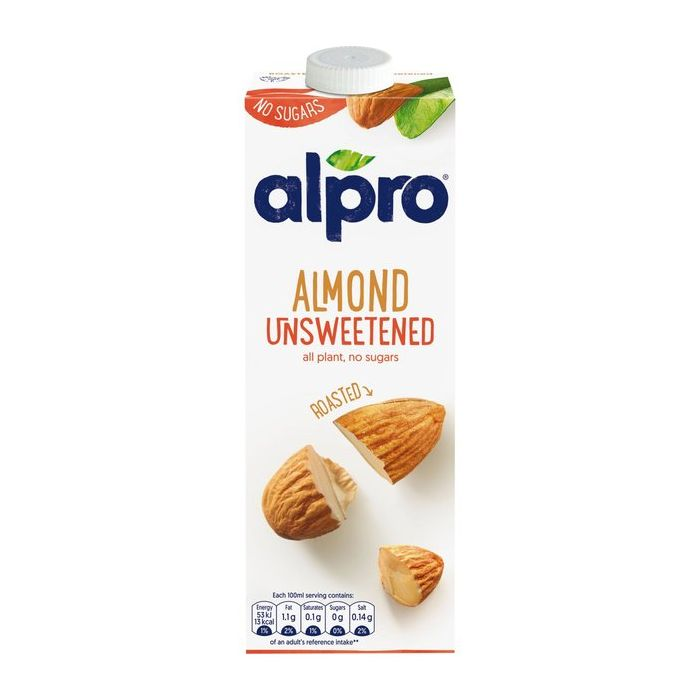 NO SUGARS
alpro®
ALMOND
UNSWEETENED
all plant, no sugars
ROASTED
Each 100ml serving contains:
Energy Fat Saturates Sugars Salt
53 kJ 13 kcal 1.1g 0.1g 0g 0.14g
1% 2% 1% 0% 2%
of an adult's reference intake**